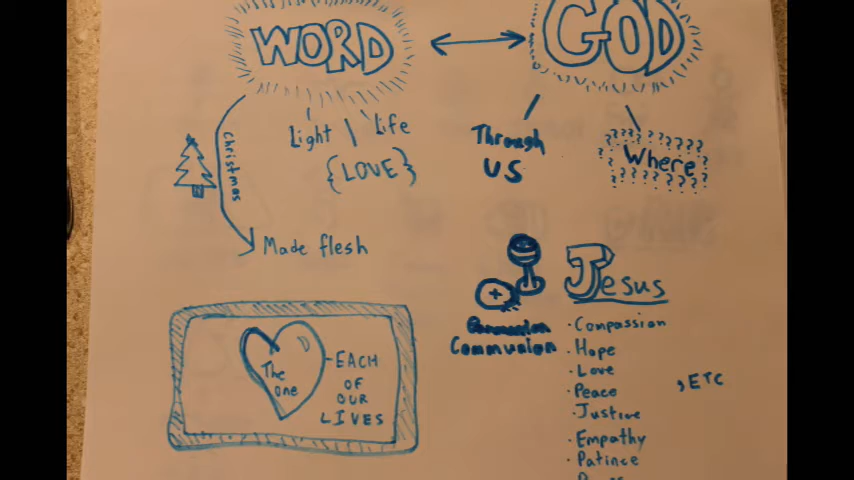 WORD
GOD
Light
Life
{LOVE}
Christmas
Made flesh
Through
US
? ? ? ? ? ? ? ?
Where
? ? ? ? ? ? ? ?
Jesus
Communion
· Compassion
· Hope
· Love
· Peace
· Justice
· Empathy
· Patince
, ETC
The
one
- EACH
OF
OUR
LIVES